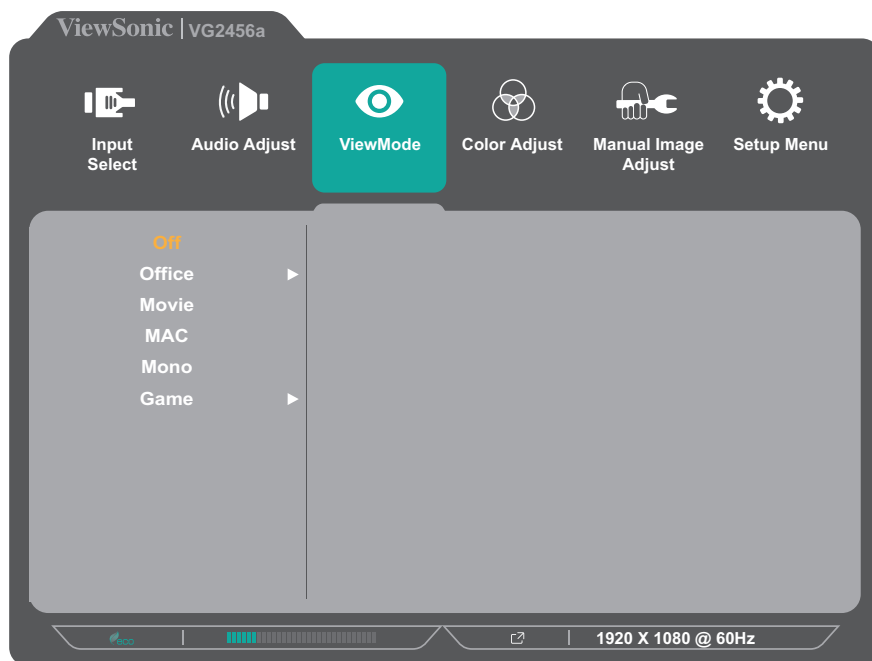 ViewSonic | VG2456a
Input Select
Audio Adjust
ViewMode
Color Adjust
Manual Image Adjust
Setup Menu
Off
Office ►
Movie
MAC
Mono
Game ►
eco
1920 X 1080 @ 60Hz